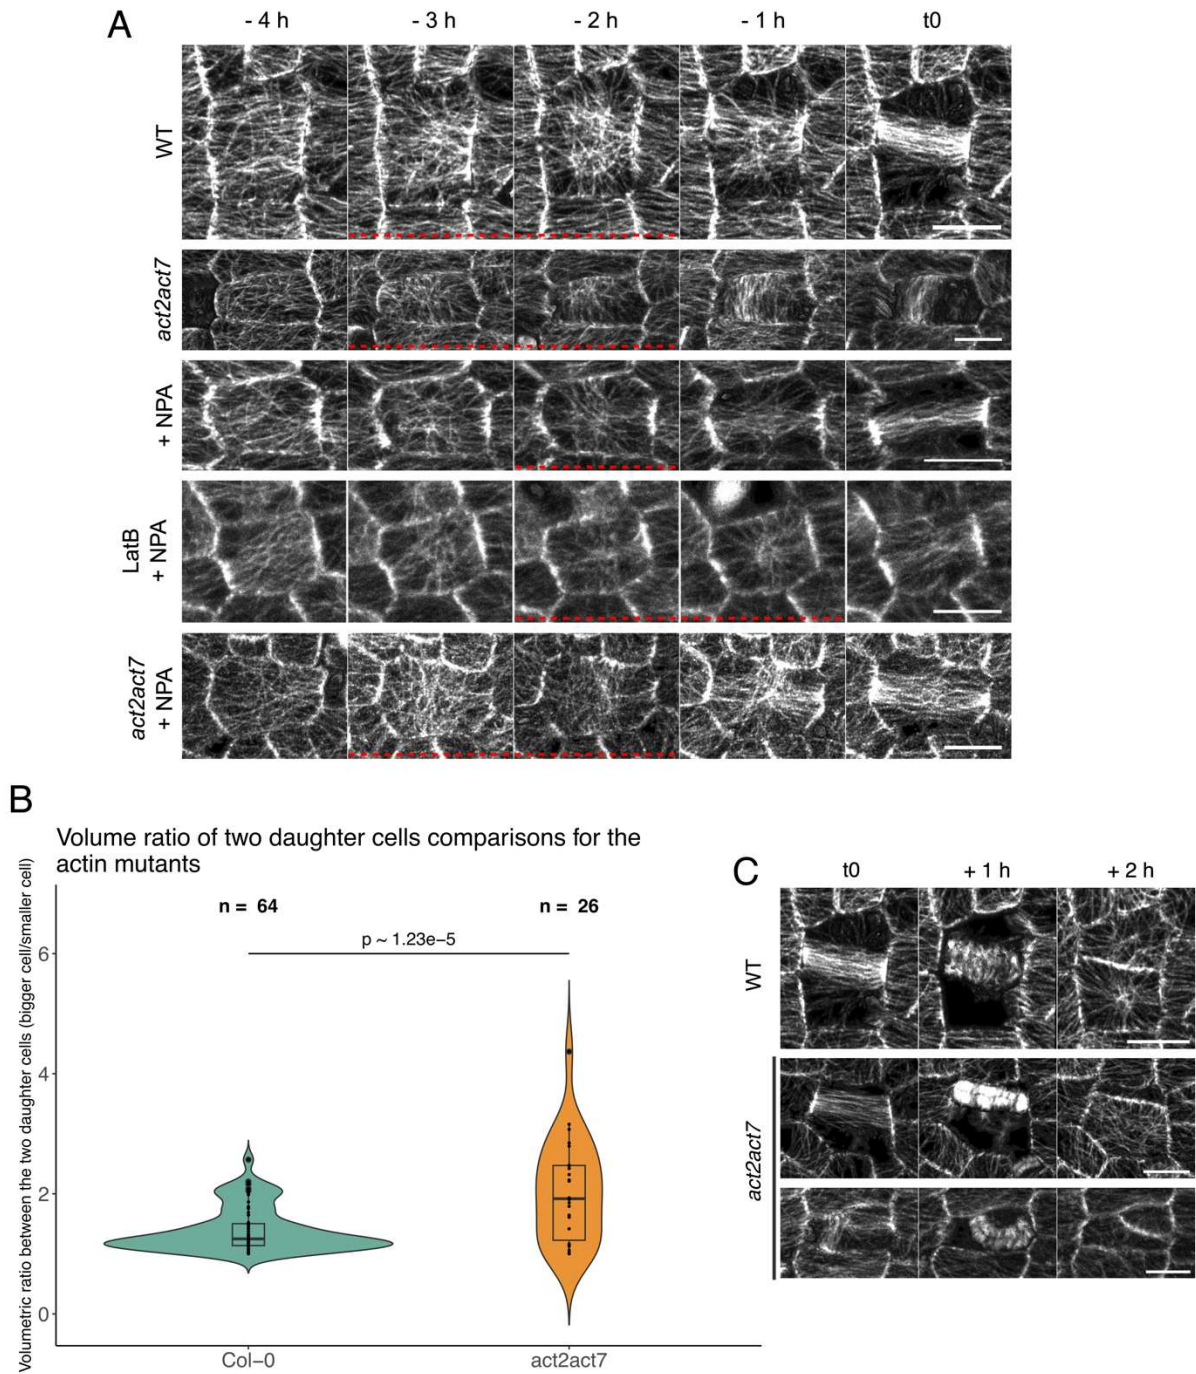 A
- 4 h - 3 h - 2 h - 1 h t0
WT
act2act7
+ NPA
LatB
+ NPA
act2act7
+ NPA
B
Volume ratio of two daughter cells comparisons for the
actin mutants
Volumetric ratio between the two daughter cells (bigger cell/smaller cell)
n = 64 n = 26
p ~ 1.23e−5
6
4
2
0
Col−0 act2act7
C
t0 + 1 h + 2 h
WT
act2act7